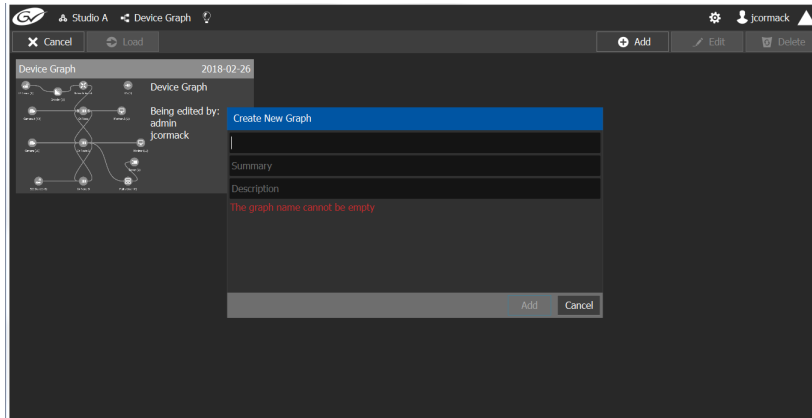 GV Studio A Device Graph jcormack
Cancel Load Add Edit Delete
Device Graph 2018-02-26
Device Graph
Being edited by:
admin
jcormack
Create New Graph
Summary
Description
The graph name cannot be empty
Add Cancel